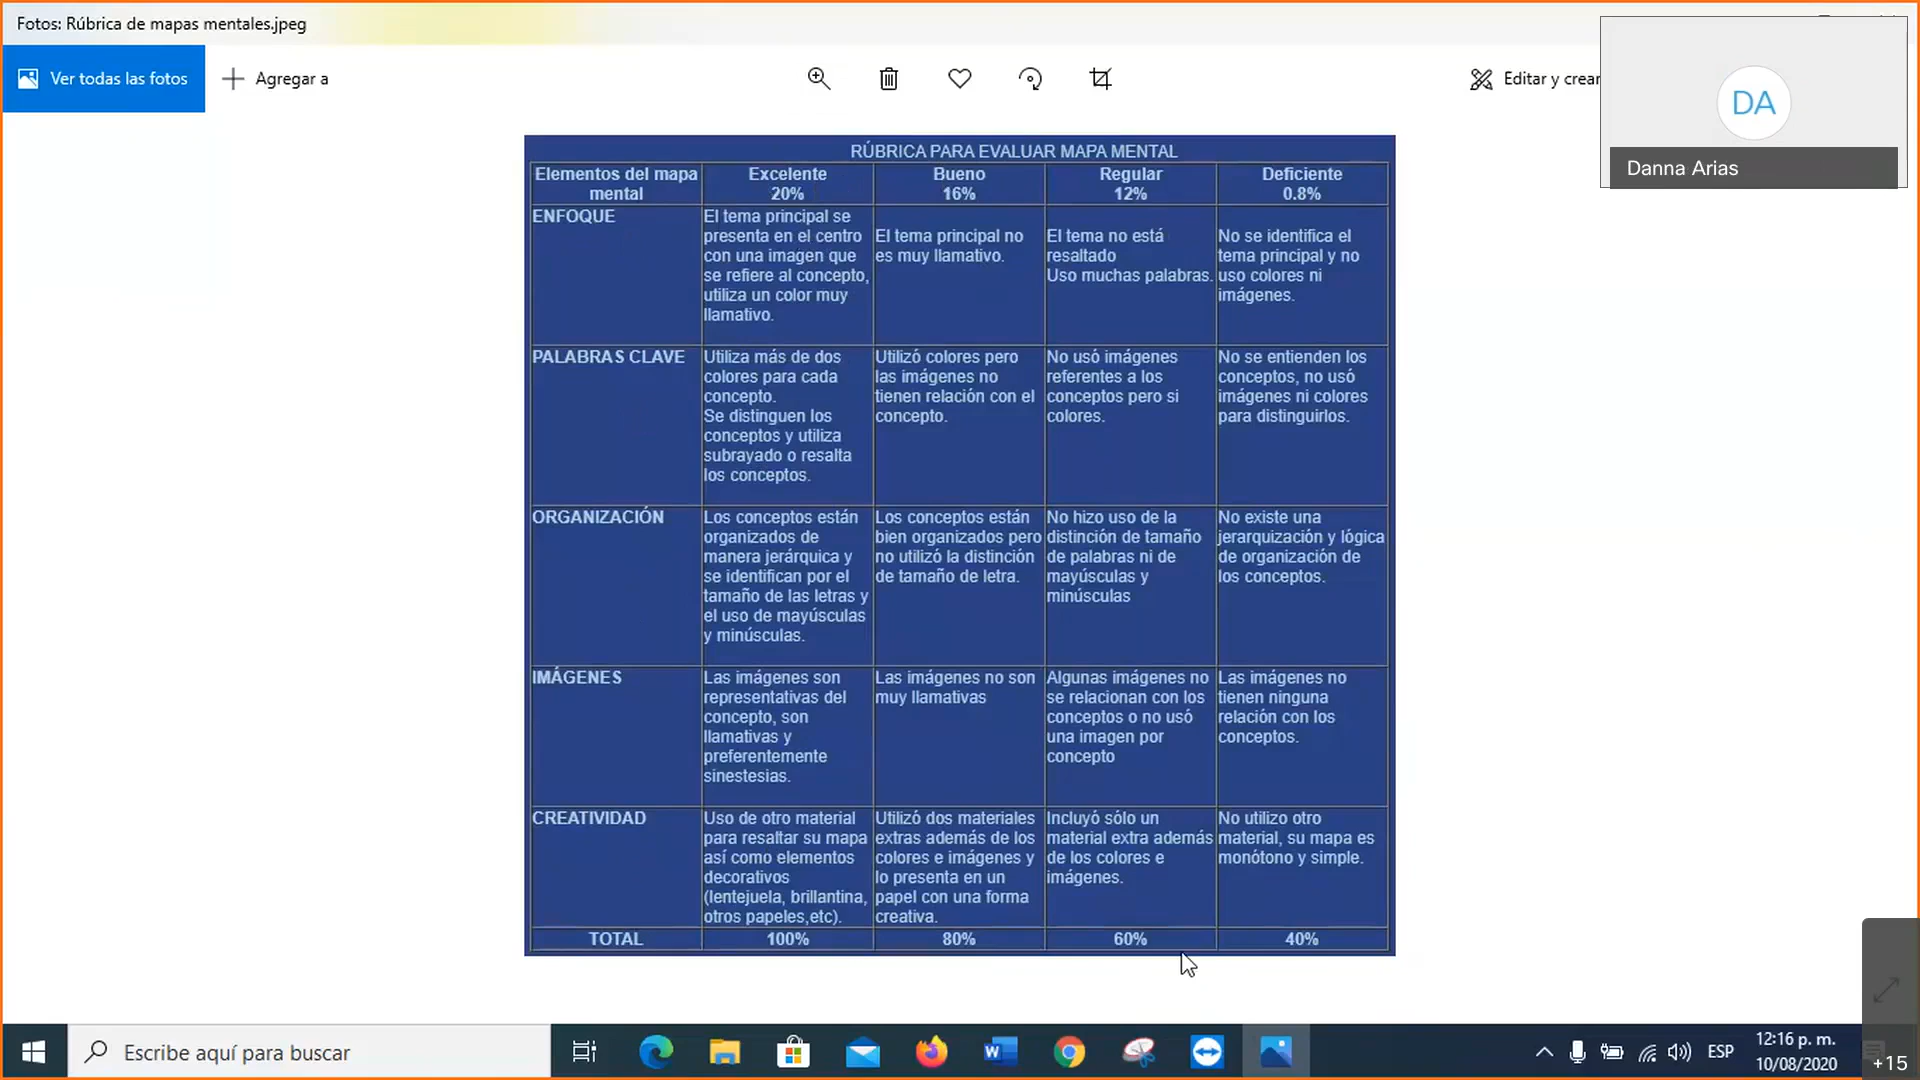 Fotos: Rúbrica de mapas mentales.jpeg
Ver todas las fotos
Agregar a
Editar y crear
DA
Danna Arias
RÚBRICA PARA EVALUAR MAPA MENTAL
Elementos del mapa
mental
Excelente
20%
Bueno
16%
Regular
12%
Deficiente
0.8%
ENFOQUE
El tema principal se
presenta en el centro
con una imagen que
se refiere al concepto,
utiliza un color muy
llamativo.
El tema principal no
es muy llamativo.
El tema no está
resaltado
Uso muchas palabras.
No se identifica el
tema principal y no
uso colores ni
imágenes.
PALABRAS CLAVE
Utiliza más de dos
colores para cada
concepto.
Se distinguen los
conceptos y utiliza
subrayado o resalta
los conceptos.
Utilizó colores pero
las imágenes no
tienen relación con el
concepto.
No usó imágenes
referentes a los
conceptos pero si
colores.
No se entienden los
conceptos, no usó
imágenes ni colores
para distinguirlos.
ORGANIZACIÓN
Los conceptos están
organizados de
manera jerárquica y
se identifican por el
tamaño de las letras y
el uso de mayúsculas
y minúsculas.
Los conceptos están
bien organizados pero
no utilizó la distinción
de tamaño de letra.
No hizo uso de la
distinción de tamaño
de palabras ni de
mayúsculas y
minúsculas
No existe una
jerarquización y lógica
de organización de
los conceptos.
IMÁGENES
Las imágenes son
representativas del
concepto, son
llamativas y
preferentemente
sinestesias.
Las imágenes no son
muy llamativas
Algunas imágenes no
se relacionan con los
conceptos o no usó
una imagen por
concepto
Las imágenes no
tienen ninguna
relación con los
conceptos.
CREATIVIDAD
Uso de otro material
para resaltar su mapa
así como elementos
decorativos
(lentejuela, brillantina,
otros papeles,etc).
Utilizó dos materiales
extras además de los
colores e imágenes y
lo presenta en un
papel con una forma
creativa.
Incluyó sólo un
material extra además
de los colores e
imágenes.
No utilizo otro
material, su mapa es
monótono y simple.
TOTAL
100%
80%
60%
40%
Escribe aquí para buscar
ESP
12:16 p. m.
10/08/2020
+15